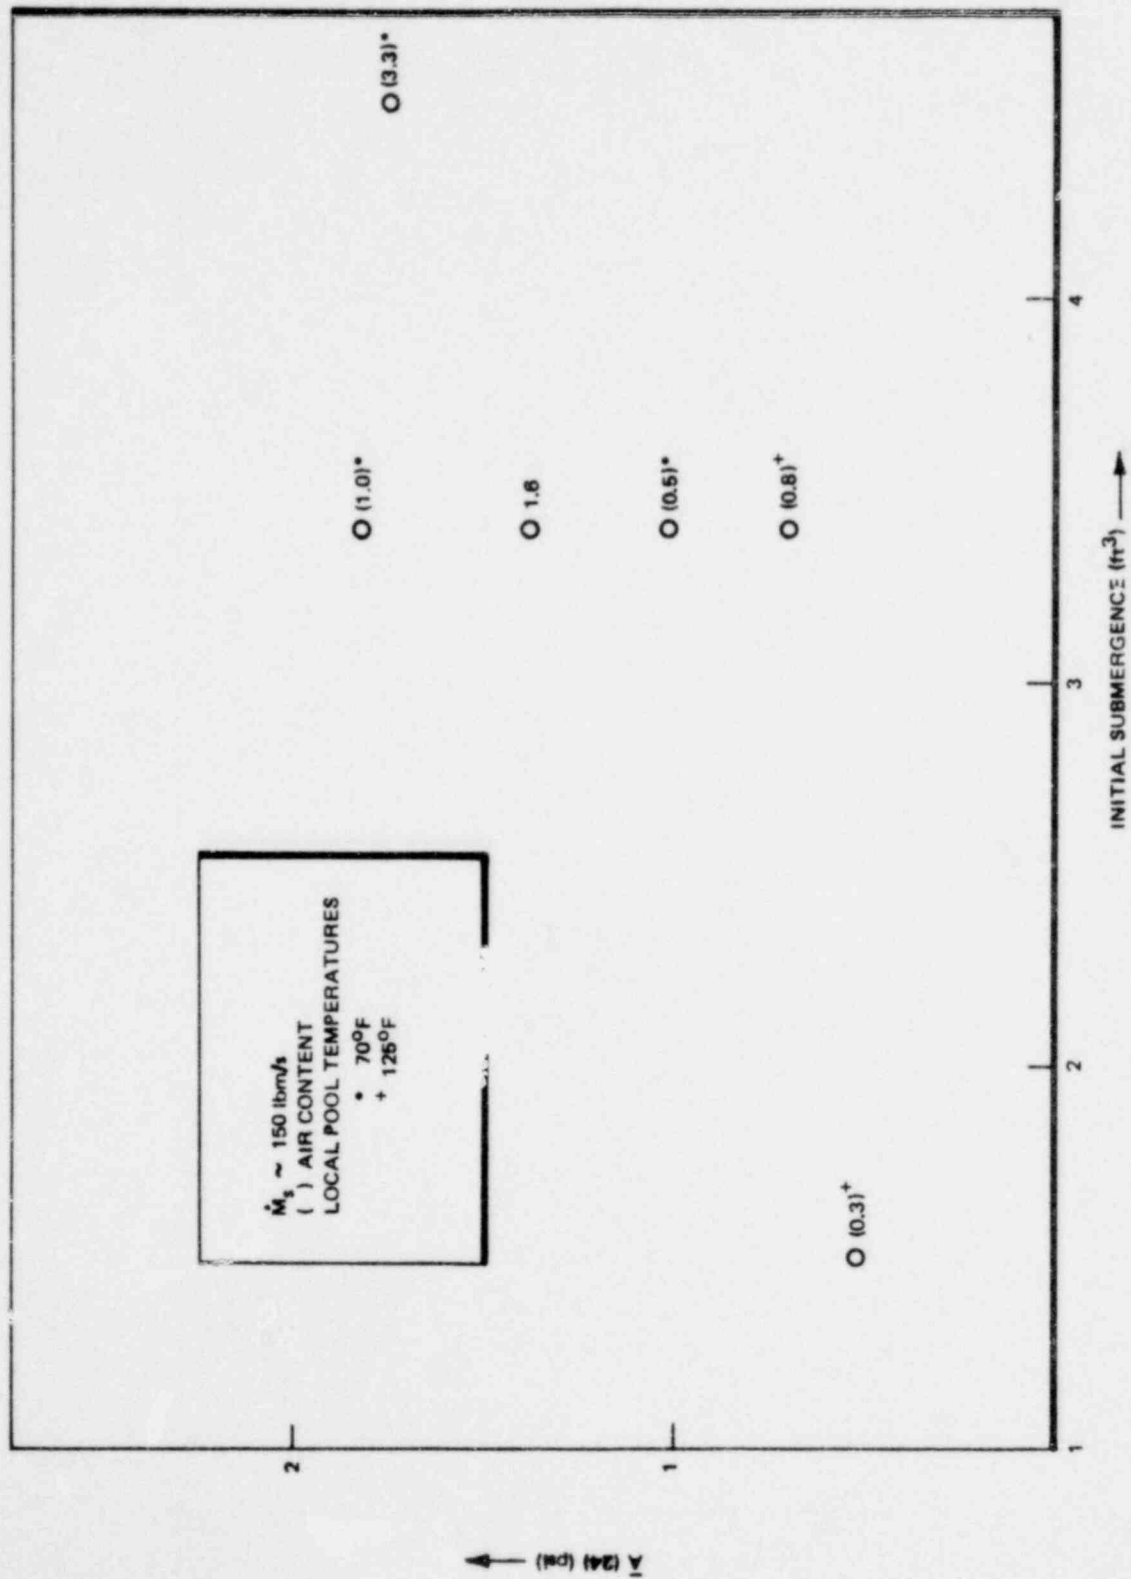 Ṁs ~ 150 lbm/s
( ) AIR CONTENT
LOCAL POOL TEMPERATURES
• 70°F
+ 125°F
(3.3)•
(1.0)•
1.6
(0.5)•
(0.8)+
(0.3)+
2
1
A̅ (24) (psi)
1 2 3 4
INITIAL SUBMERGENCE (ft³)